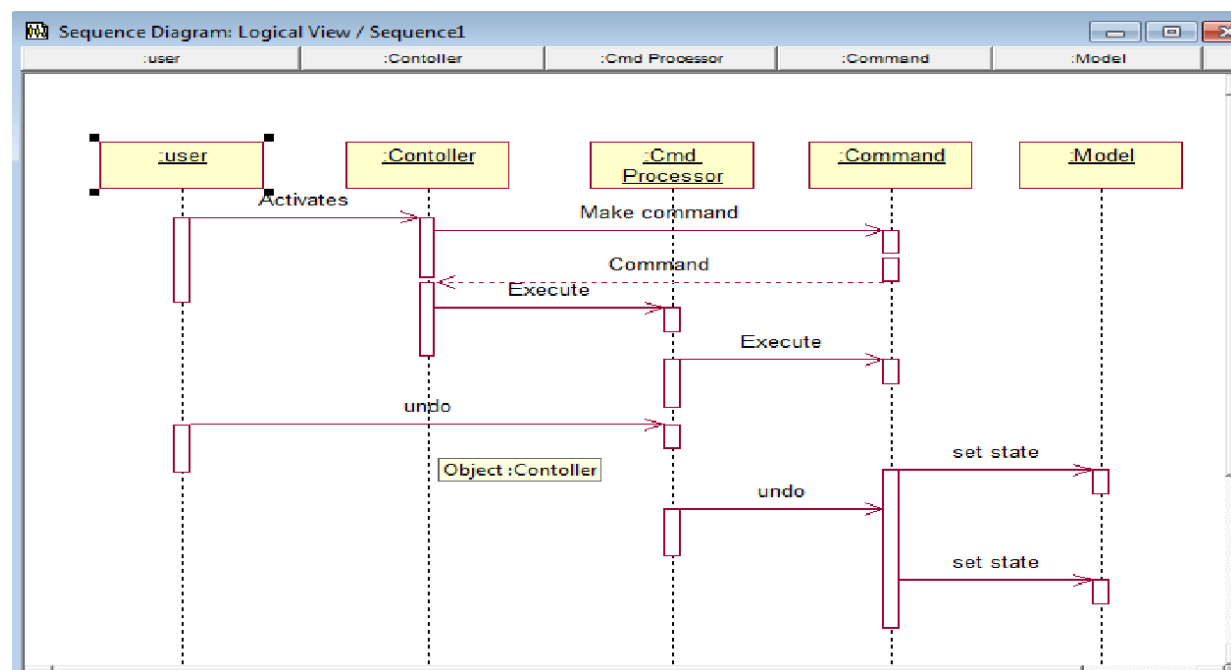 Sequence Diagram: Logical View / Sequence1
:user :Contoller :Cmd Processor :Command :Model
:user :Contoller :Cmd :Command :Model
Processor
Activates
Make command
Command
Execute
Execute
undo
set state
Object :Contoller
undo
set state